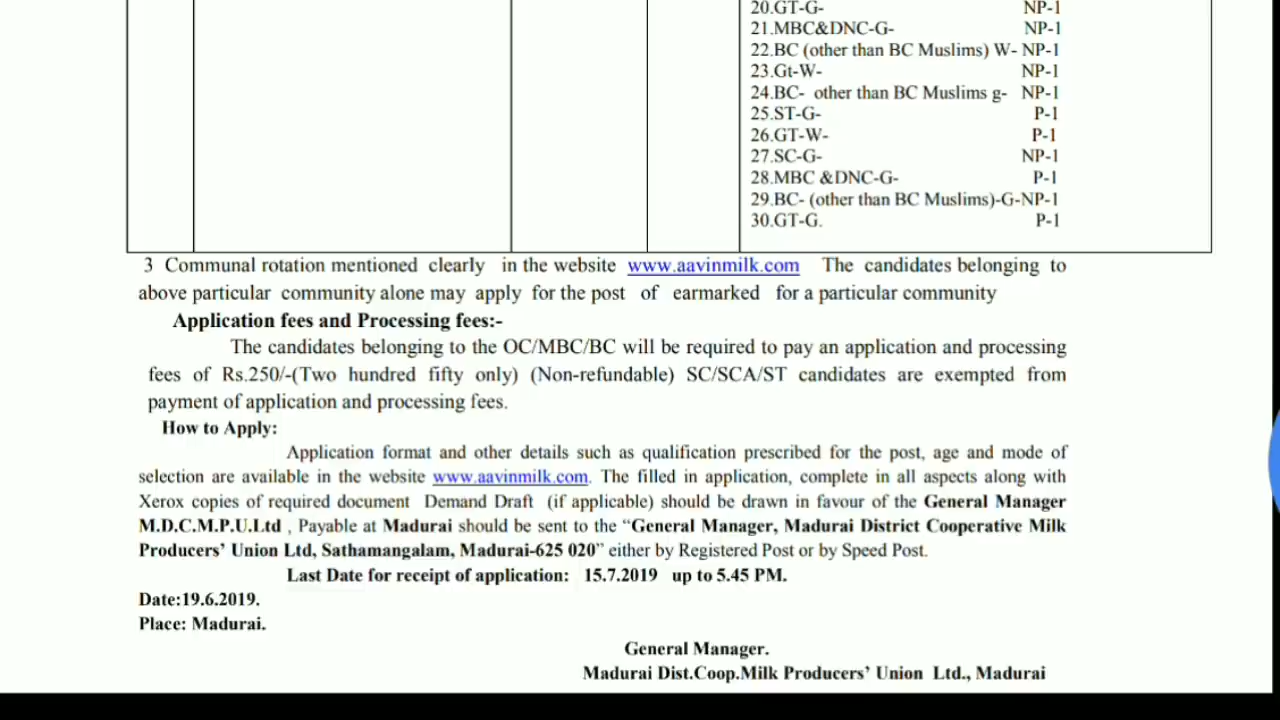 20.GT-G- NP-1
21.MBC&DNC-G- NP-1
22.BC (other than BC Muslims) W- NP-1
23.Gt-W- NP-1
24.BC- other than BC Muslims g- NP-1
25.ST-G- P-1
26.GT-W- P-1
27.SC-G- NP-1
28.MBC &DNC-G- P-1
29.BC- (other than BC Muslims)-G-NP-1
30.GT-G. P-1
3 Communal rotation mentioned clearly in the website www.aavinmilk.com The candidates belonging to
above particular community alone may apply for the post of earmarked for a particular community
Application fees and Processing fees:-
The candidates belonging to the OC/MBC/BC will be required to pay an application and processing
fees of Rs.250/-(Two hundred fifty only) (Non-refundable) SC/SCA/ST candidates are exempted from
payment of application and processing fees.
How to Apply:
Application format and other details such as qualification prescribed for the post, age and mode of
selection are available in the website www.aavinmilk.com. The filled in application, complete in all aspects along with
Xerox copies of required document Demand Draft (if applicable) should be drawn in favour of the General Manager
M.D.C.M.P.U.Ltd , Payable at Madurai should be sent to the “General Manager, Madurai District Cooperative Milk
Producers’ Union Ltd, Sathamangalam, Madurai-625 020” either by Registered Post or by Speed Post.
Last Date for receipt of application: 15.7.2019 up to 5.45 PM.
Date:19.6.2019.
Place: Madurai.
General Manager.
Madurai Dist.Coop.Milk Producers’ Union Ltd., Madurai